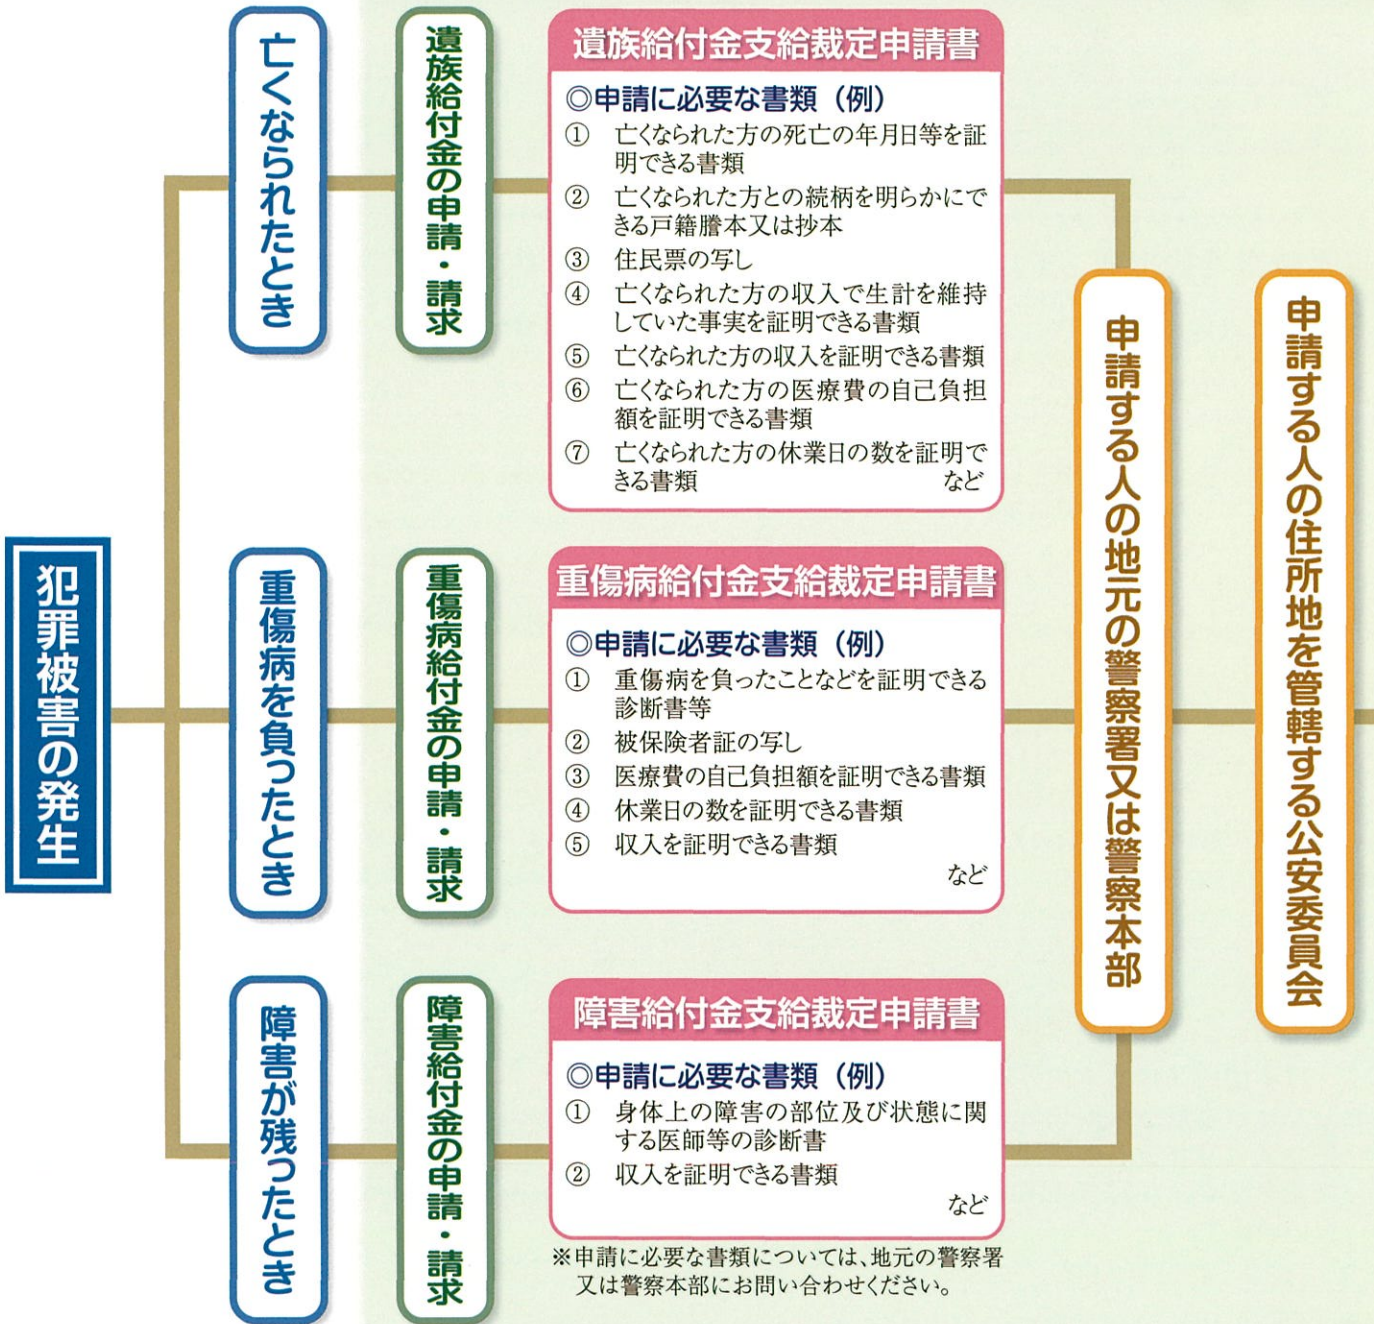 犯罪被害の発生
亡くなられたとき
遺族給付金の申請・請求
遺族給付金支給裁定申請書
◎申請に必要な書類（例）
① 亡くなられた方の死亡の年月日等を証
明できる書類
② 亡くなられた方との続柄を明らかにで
きる戸籍謄本又は抄本
③ 住民票の写し
④ 亡くなられた方の収入で生計を維持
していた事実を証明できる書類
⑤ 亡くなられた方の収入を証明できる書類
⑥ 亡くなられた方の医療費の自己負担
額を証明できる書類
⑦ 亡くなられた方の休業日の数を証明で
きる書類 など
重傷病を負ったとき
重傷病給付金の申請・請求
重傷病給付金支給裁定申請書
◎申請に必要な書類（例）
① 重傷病を負ったことなどを証明できる
診断書等
② 被保険者証の写し
③ 医療費の自己負担額を証明できる書類
④ 休業日の数を証明できる書類
⑤ 収入を証明できる書類
など
障害が残ったとき
障害給付金の申請・請求
障害給付金支給裁定申請書
◎申請に必要な書類（例）
① 身体上の障害の部位及び状態に関
する医師等の診断書
② 収入を証明できる書類
など
※申請に必要な書類については、地元の警察署
又は警察本部にお問い合わせください。
申請する人の地元の警察署又は警察本部
申請する人の住所地を管轄する公安委員会